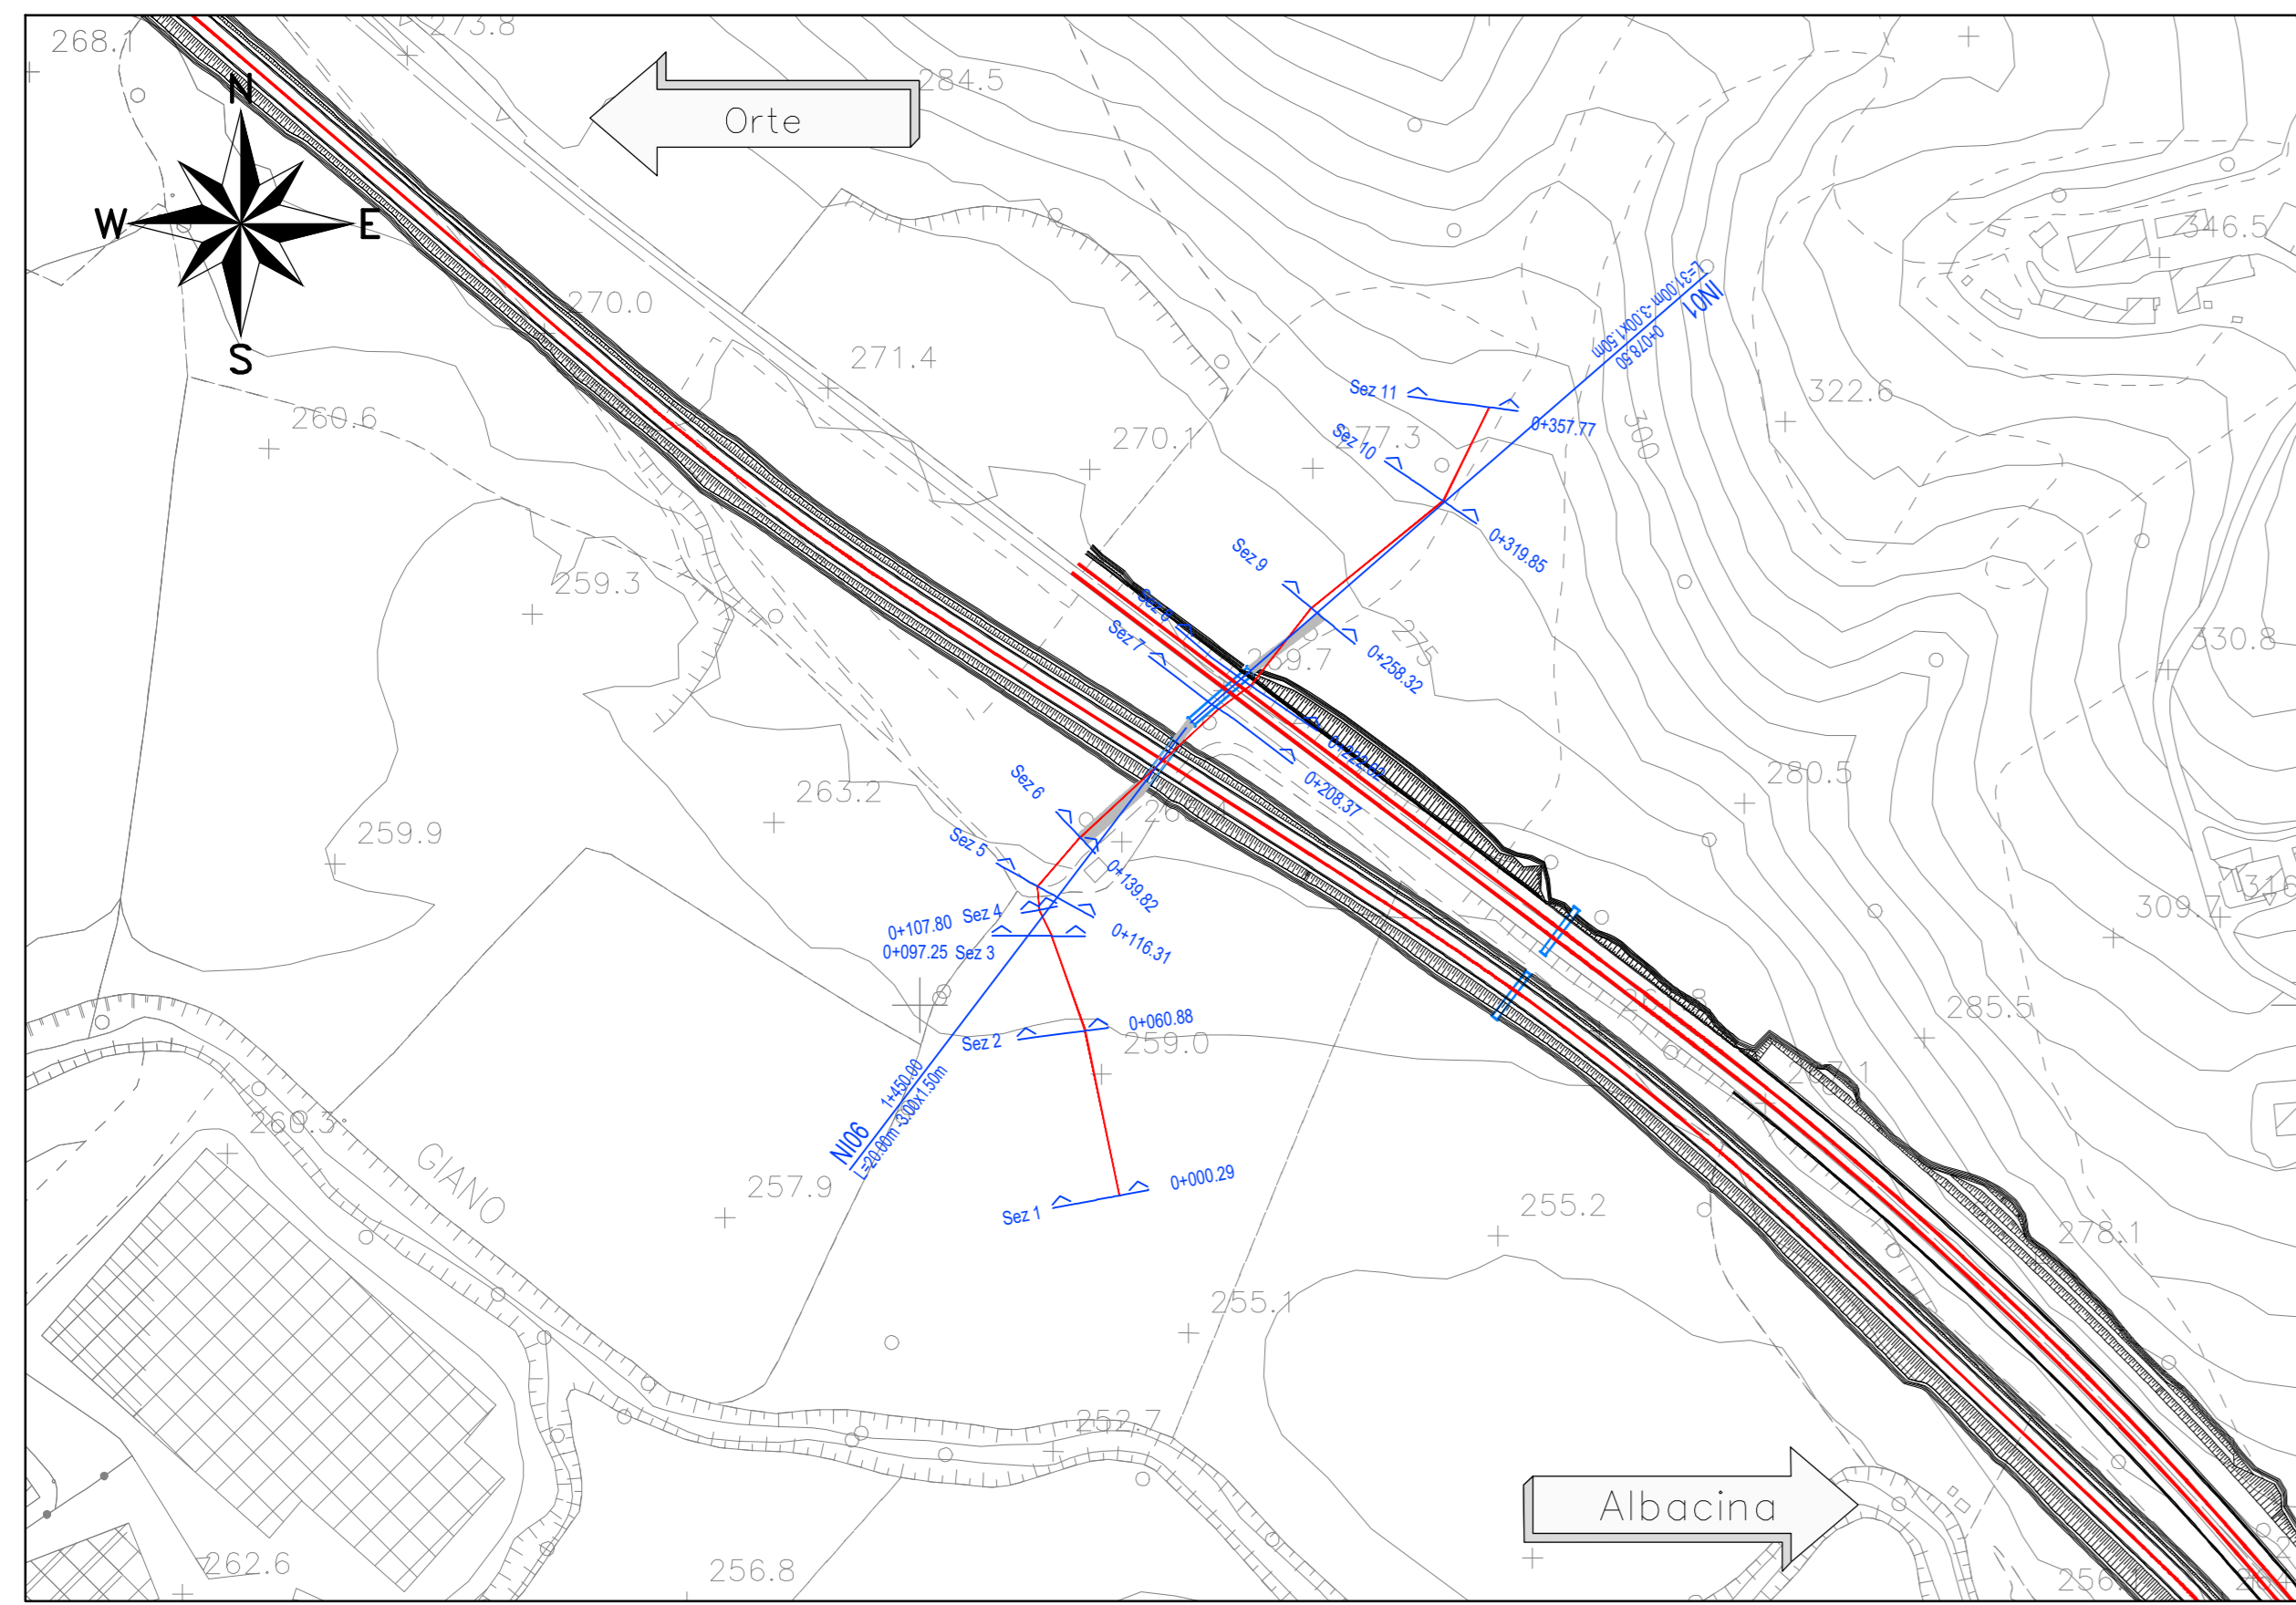 268.1
273.8
N
284.5
Orte
W
E
346.5
S
270.0
L=31.00m -3.00x1.50m
IN01
0+078.50
271.4
Sez 11
322.6
260.6
0+357.77
300
270.1
277.3
Sez 10
0+319.85
Sez 9
259.3
Sez 8
Sez 7
275
330.8
0+258.32
0+208.37
280.5
Sez 6
263.2
259.9
Sez 5
0+139.82
0+107.80 Sez 4
309.7
316
0+116.31
0+097.25 Sez 3
285.5
0+060.88
Sez 2
259.0
1+450.00
NI06
L=20.00m -3.00x1.50m
260.3
GIANO
257.9
0+000.29
Sez 1
255.2
278.1
255.1
252.7
Albacina
262.6
256.8